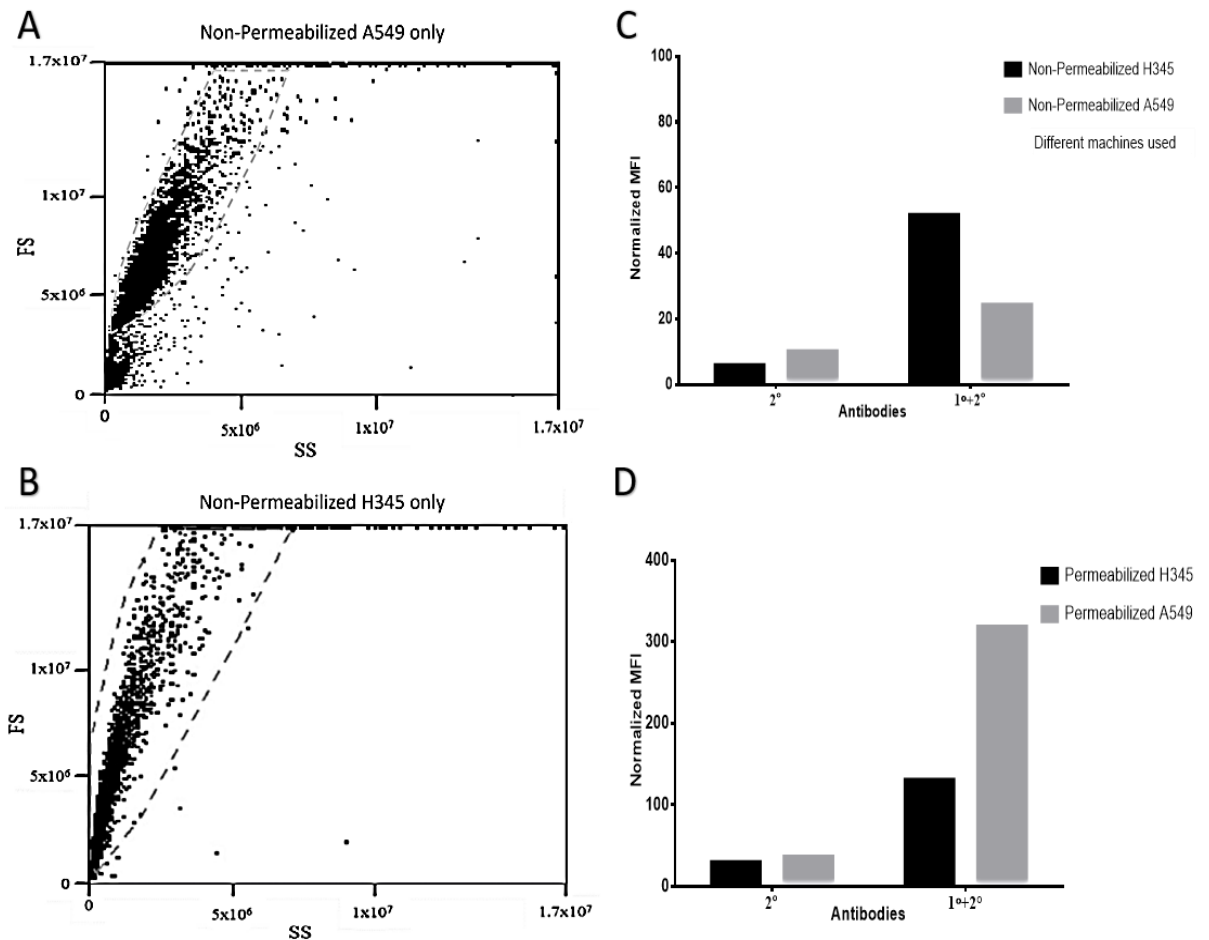 A
Non-Permeabilized A549 only
1.7x10⁷
1x10⁷
5x10⁶
0
FS
0
5x10⁶
1x10⁷
1.7x10⁷
SS
B
Non-Permeabilized H345 only
1.7x10⁷
1x10⁷
5x10⁶
0
FS
0
5x10⁶
1x10⁷
1.7x10⁷
SS
C
100
80
60
40
20
0
Normalized MFI
Non-Permeabilized H345
Non-Permeabilized A549
Different machines used
2° 1°+2°
Antibodies
D
400
300
200
100
0
Normalized MFI
Permeabilized H345
Permeabilized A549
2° 1°+2°
Antibodies